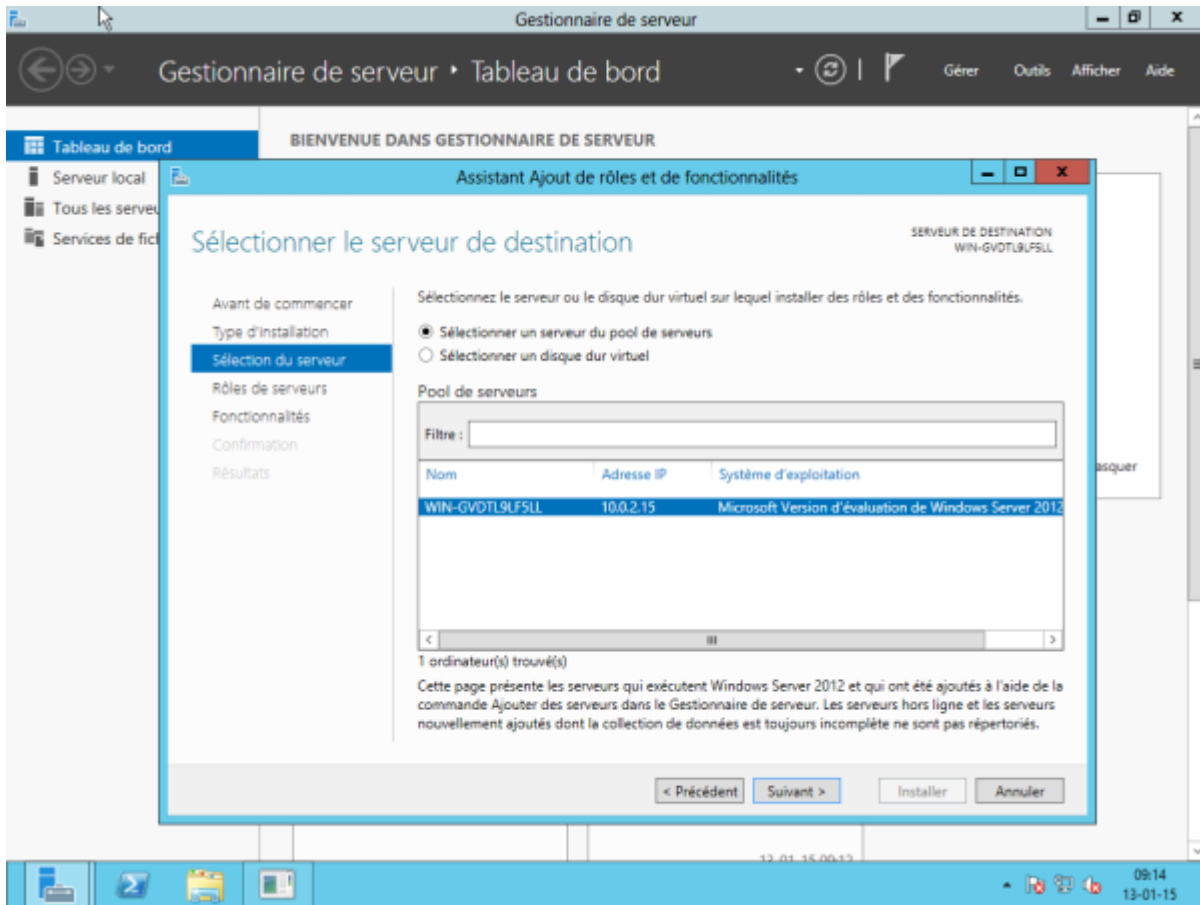 Gestionnaire de serveur
Gestionnaire de serveur ‣ Tableau de bord
Gérer Outils Afficher Aide
Tableau de bord
Serveur local
Tous les serveu
Services de fich
BIENVENUE DANS GESTIONNAIRE DE SERVEUR
Assistant Ajout de rôles et de fonctionnalités
Sélectionner le serveur de destination
SERVEUR DE DESTINATION
WIN-GVDTL9LF5LL
Avant de commencer
Type d'installation
Sélection du serveur
Rôles de serveurs
Fonctionnalités
Confirmation
Résultats
Sélectionnez le serveur ou le disque dur virtuel sur lequel installer des rôles et des fonctionnalités.
Sélectionner un serveur du pool de serveurs
Sélectionner un disque dur virtuel
Pool de serveurs
Filtre :
Nom Adresse IP Système d'exploitation
WIN-GVDTL9LF5LL 10.0.2.15 Microsoft Version d'évaluation de Windows Server 2012
1 ordinateur(s) trouvé(s)
Cette page présente les serveurs qui exécutent Windows Server 2012 et qui ont été ajoutés à l'aide de la
commande Ajouter des serveurs dans le Gestionnaire de serveur. Les serveurs hors ligne et les serveurs
nouvellement ajoutés dont la collection de données est toujours incomplète ne sont pas répertoriés.
< Précédent Suivant > Installer Annuler
asquer
13-01-15 09:12
09:14
13-01-15